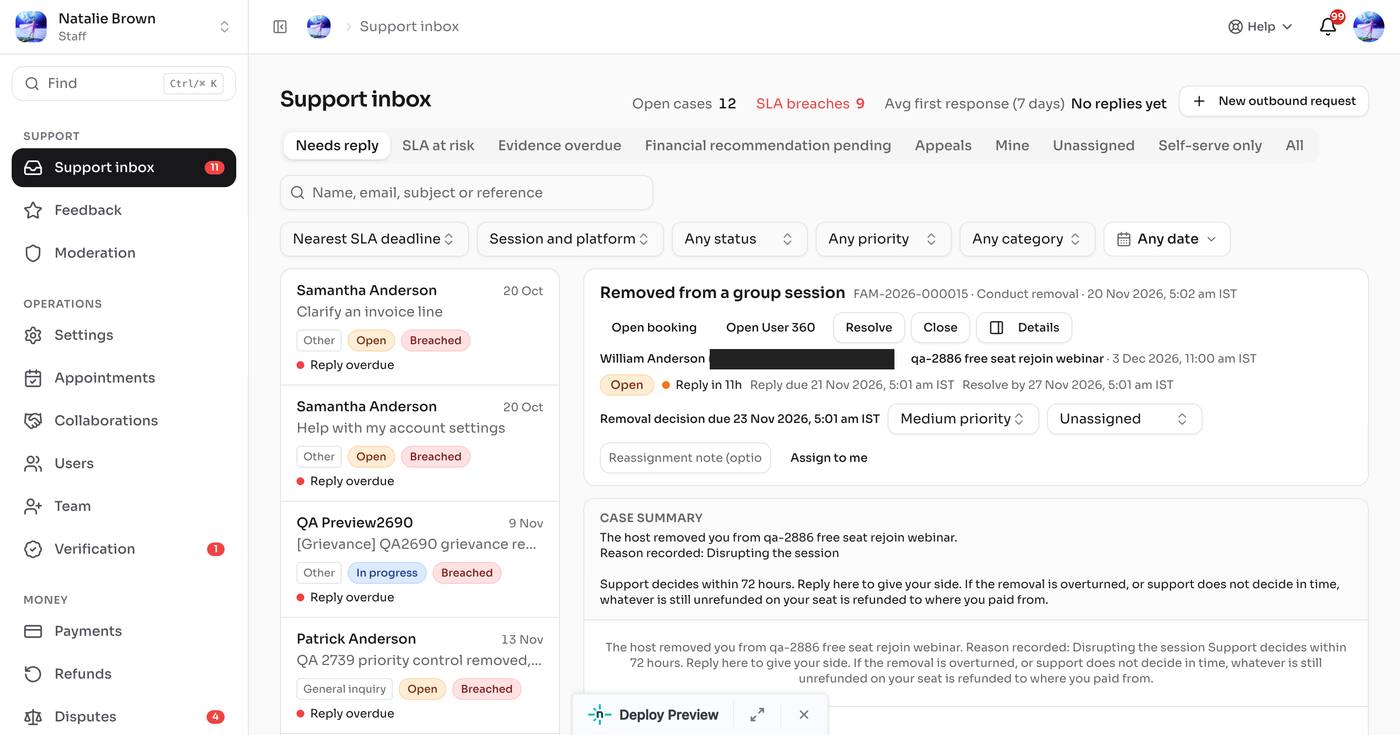 Natalie Brown
Staff
Support inbox
Help
99
Find
Ctrl/⌘ K
SUPPORT
Support inbox 11
Feedback
Moderation
OPERATIONS
Settings
Appointments
Collaborations
Users
Team
Verification 1
MONEY
Payments
Refunds
Disputes 4
Support inbox
Open cases 12 SLA breaches 9 Avg first response (7 days) No replies yet
New outbound request
Needs reply SLA at risk Evidence overdue Financial recommendation pending Appeals Mine Unassigned Self-serve only All
Name, email, subject or reference
Nearest SLA deadline Session and platform Any status Any priority Any category Any date
Samantha Anderson 20 Oct
Clarify an invoice line
Other Open Breached
Reply overdue
Samantha Anderson 20 Oct
Help with my account settings
Other Open Breached
Reply overdue
QA Preview2690 9 Nov
[Grievance] QA2690 grievance re...
Other In progress Breached
Reply overdue
Patrick Anderson 13 Nov
QA 2739 priority control removed,...
General inquiry Open Breached
Reply overdue
Removed from a group session FAM-2026-000015 · Conduct removal · 20 Nov 2026, 5:02 am IST
Open booking Open User 360 Resolve Close Details
William Anderson qa-2886 free seat rejoin webinar · 3 Dec 2026, 11:00 am IST
Open Reply in 11h Reply due 21 Nov 2026, 5:01 am IST Resolve by 27 Nov 2026, 5:01 am IST
Removal decision due 23 Nov 2026, 5:01 am IST Medium priority Unassigned
Reassignment note (optio Assign to me
CASE SUMMARY
The host removed you from qa-2886 free seat rejoin webinar.
Reason recorded: Disrupting the session
Support decides within 72 hours. Reply here to give your side. If the removal is overturned, or support does not decide in time,
whatever is still unrefunded on your seat is refunded to where you paid from.
The host removed you from qa-2886 free seat rejoin webinar. Reason recorded: Disrupting the session Support decides within
72 hours. Reply here to give your side. If the removal is overturned, or support does not decide in time, whatever is still
unrefunded on your seat is refunded to where you paid from.
n Deploy Preview